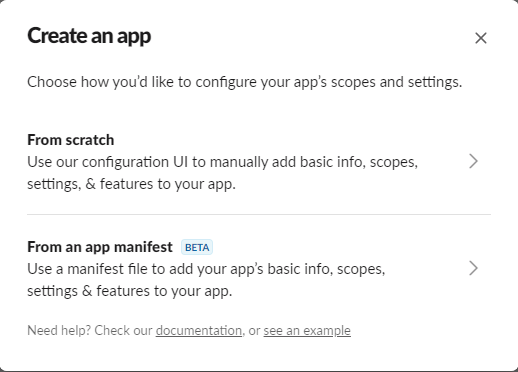 Create an app
Choose how you’d like to configure your app’s scopes and settings.
From scratch
Use our configuration UI to manually add basic info, scopes,
settings, & features to your app.
From an app manifest BETA
Use a manifest file to add your app’s basic info, scopes,
settings & features to your app.
Need help? Check our documentation, or see an example